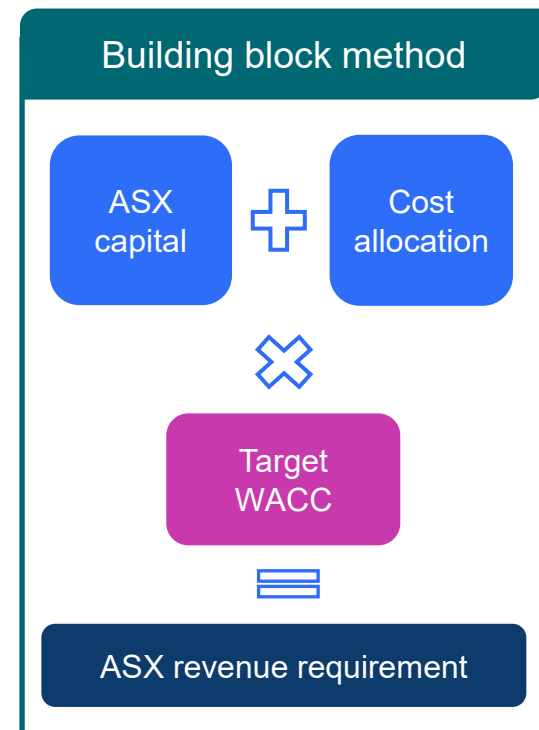 Building block method
ASX
capital
Cost
allocation
Target
WACC
ASX revenue requirement